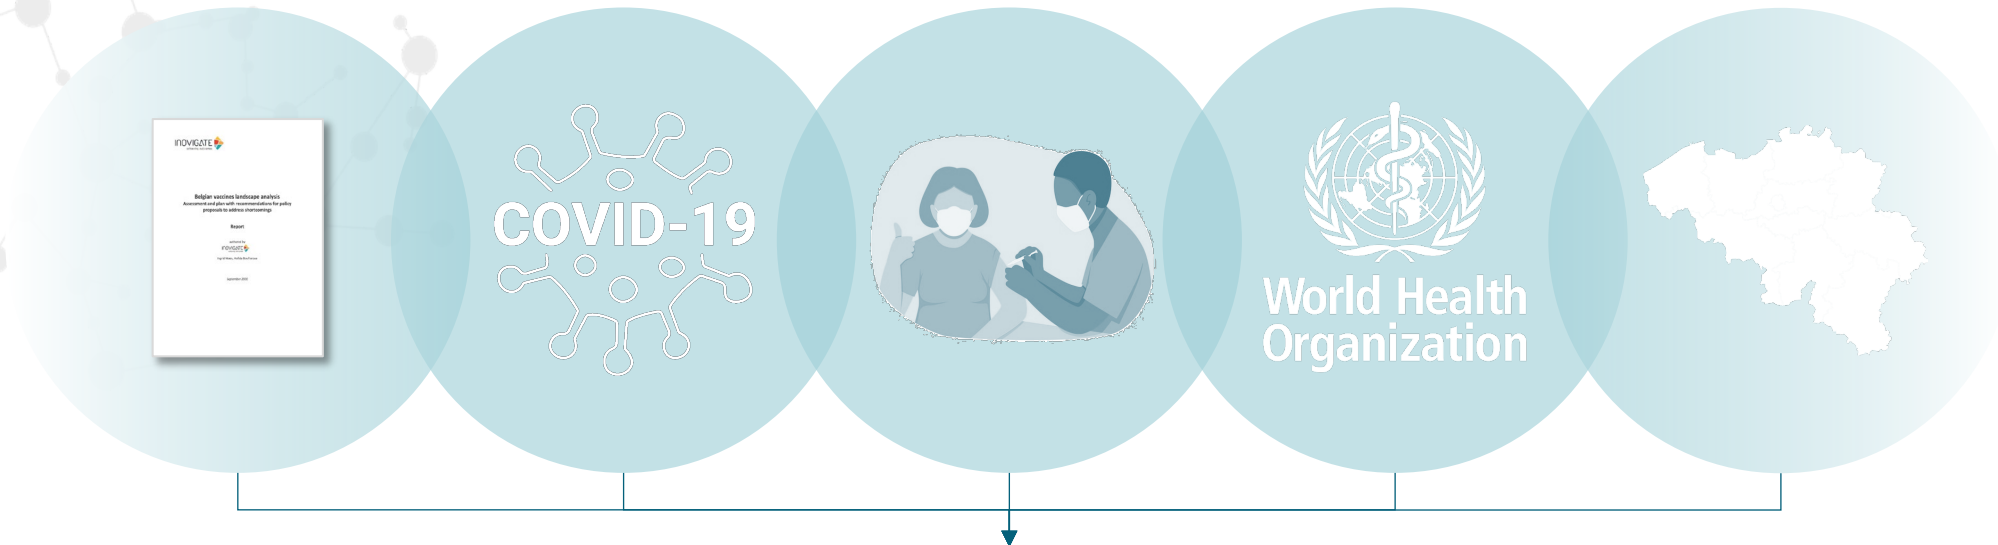 INOVIGATE
Belgian vaccines landscape analysis
Assessment and plan with recommendations for policy
proposals to address shortcomings
Report
INOVIGATE
COVID-19
World Health
Organization